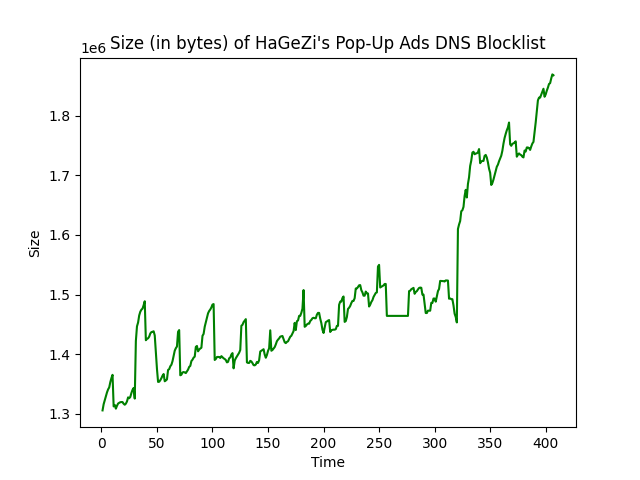 Size (in bytes) of HaGeZi's Pop-Up Ads DNS Blocklist
1e6
1.8
1.7
1.6
1.5
1.4
1.3
Size
0 50 100 150 200 250 300 350 400
Time